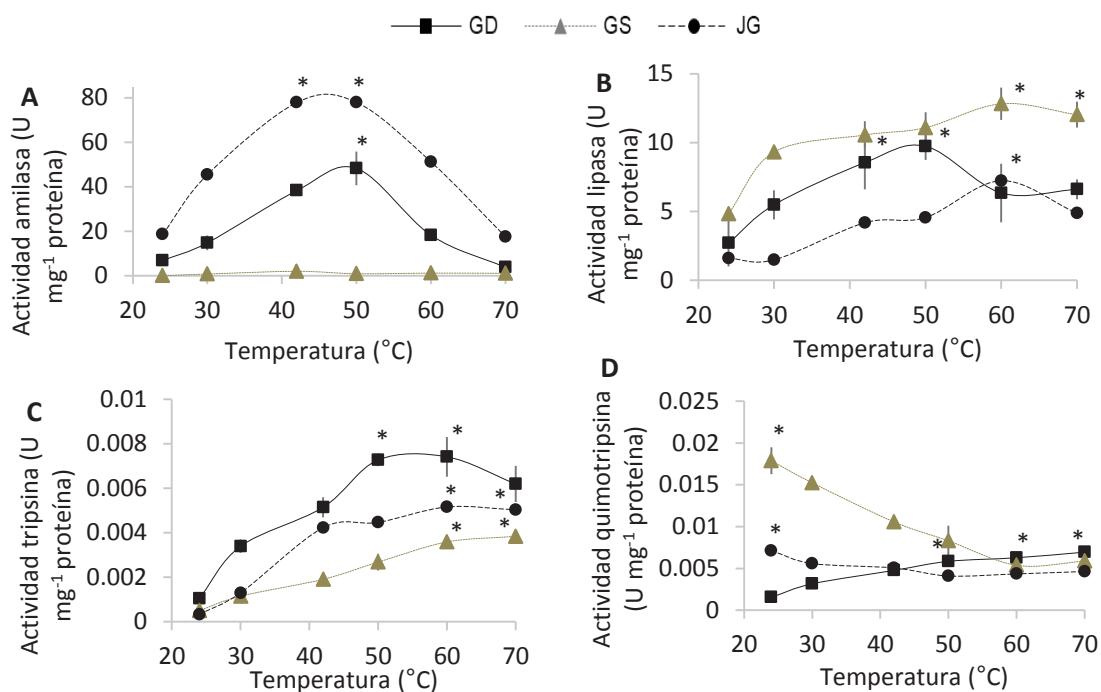 GD GS JG
A
Actividad amilasa (U
mg⁻¹ proteína)
80
60
40
20
0
* *
*
20 30 40 50 60 70
Temperatura (°C)
B
Actividad lipasa (U
mg⁻¹ proteína)
15
10
5
0
* *
* *
*
20 30 40 50 60 70
Temperatura (°C)
C
Actividad tripsina (U
mg⁻¹ proteína)
0.01
0.008
0.006
0.004
0.002
0
* *
* *
* *
20 30 40 50 60 70
Temperatura (°C)
D
Actividad quimotripsina
(U mg⁻¹ proteína)
0.025
0.02
0.015
0.01
0.005
0
*
*
* * *
20 30 40 50 60 70
Temperatura (°C)